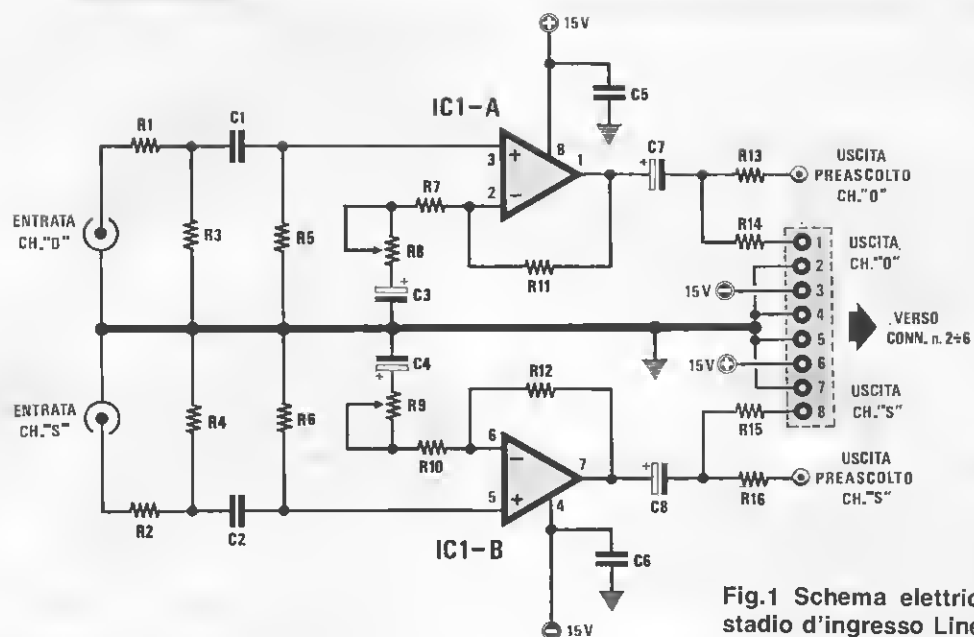 15V
C5
IC1-A
R1
C1
8
3
1
C7
R13
USCITA
PREASCOLTO
CH."D"
2
R7
ENTRATA
CH."D"
R3
R5
R8
R14
1
USCITA
CH."D"
2
C3
R11
15V
3
4
VERSO
CONN. n. 2÷6
5
C4
R12
15V
6
7
ENTRATA
CH."S"
R4
R6
R9
USCITA
CH."S"
8
R15
R10
6
7
USCITA
PREASCOLTO
CH."S"
5
4
C8
R16
R2
C2
IC1-B
C6
15V
Fig.1 Schema elettric
stadio d'ingresso Line